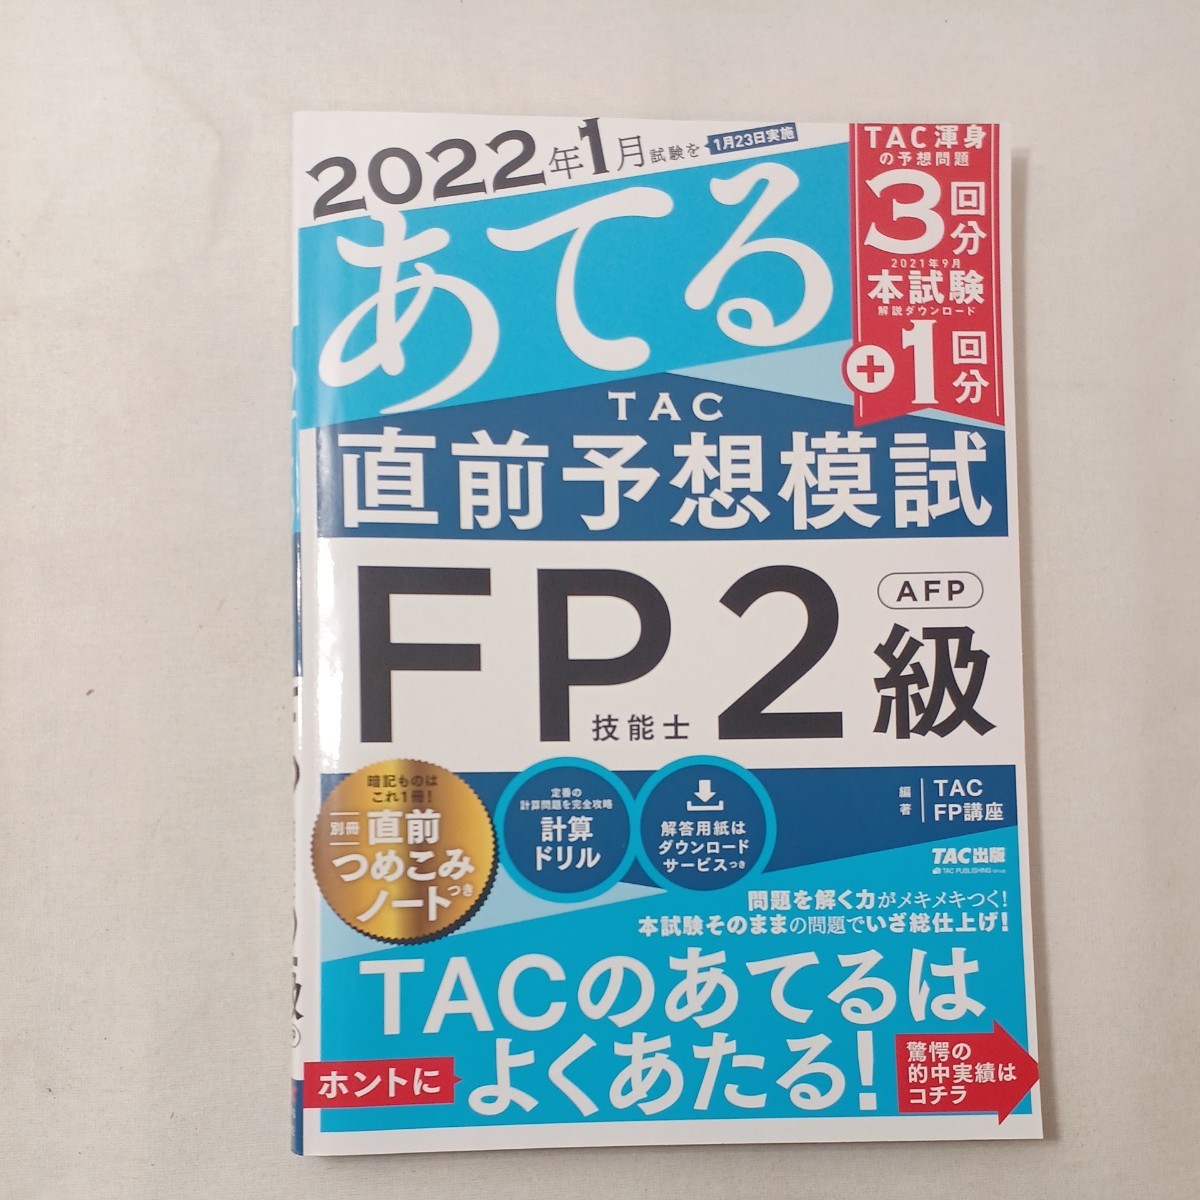 2022年1月試験を
1月23日実施
あてる
TAC渾身
の予想問題
3回分
2021年9月
本試験
解説ダウンロード
+1回分
TAC
直前予想模試
FP2級
技能士
AFP
暗記ものは
これ1冊!
別冊 直前
つめこみ
ノートつき
定番の
計算問題を完全攻略
計算
ドリル
解答用紙は
ダウンロード
サービスつき
編著
TAC
FP講座
TAC出版
TAC PUBLISHING Group
問題を解く力がメキメキつく!
本試験そのままの問題でいざ総仕上げ!
TACのあてるは
ホントに
よくあたる!
驚愕の
的中実績は
コチラ